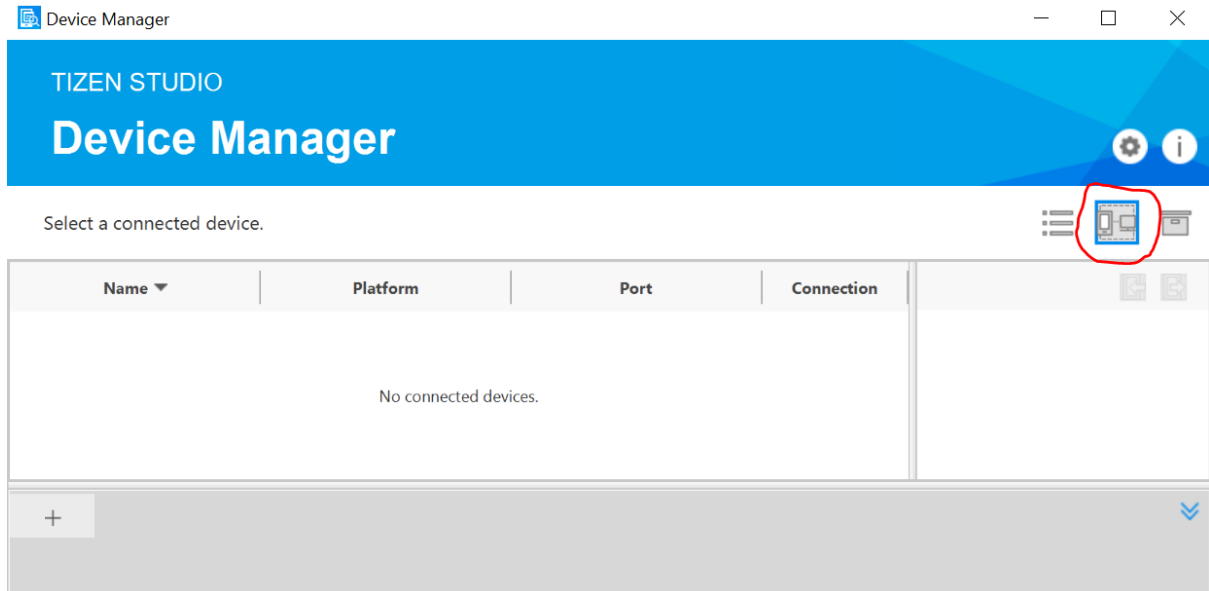 Device Manager
TIZEN STUDIO
Device Manager
i
Select a connected device.
Name Platform Port Connection
No connected devices.
+